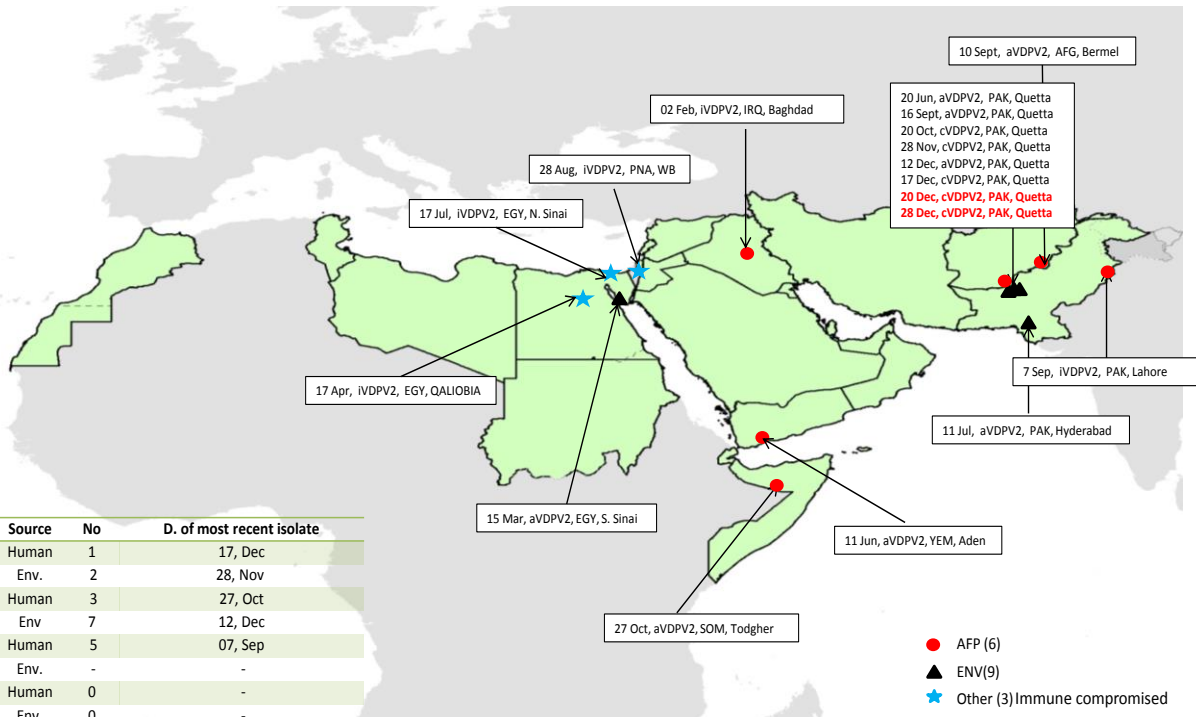 10 Sept, aVDPV2, AFG, Bermel
20 Jun, aVDPV2, PAK, Quetta
16 Sept, aVDPV2, PAK, Quetta
20 Oct, cVDPV2, PAK, Quetta
28 Nov, cVDPV2, PAK, Quetta
12 Dec, aVDPV2, PAK, Quetta
17 Dec, cVDPV2, PAK, Quetta
20 Dec, cVDPV2, PAK, Quetta
28 Dec, cVDPV2, PAK, Quetta
02 Feb, iVDPV2, IRQ, Baghdad
28 Aug, iVDPV2, PNA, WB
17 Jul, iVDPV2, EGY, N. Sinai
17 Apr, iVDPV2, EGY, QALIOBIA
7 Sep, iVDPV2, PAK, Lahore
11 Jul, aVDPV2, PAK, Hyderabad
15 Mar, aVDPV2, EGY, S. Sinai
11 Jun, aVDPV2, YEM, Aden
27 Oct, aVDPV2, SOM, Todgher
Source No D. of most recent isolate
Human 1 17, Dec
Env. 2 28, Nov
Human 3 27, Oct
Env 7 12, Dec
Human 5 07, Sep
Env. - -
Human 0 -
Env. 0 -
AFP (6)
ENV(9)
Other (3) Immune compromised